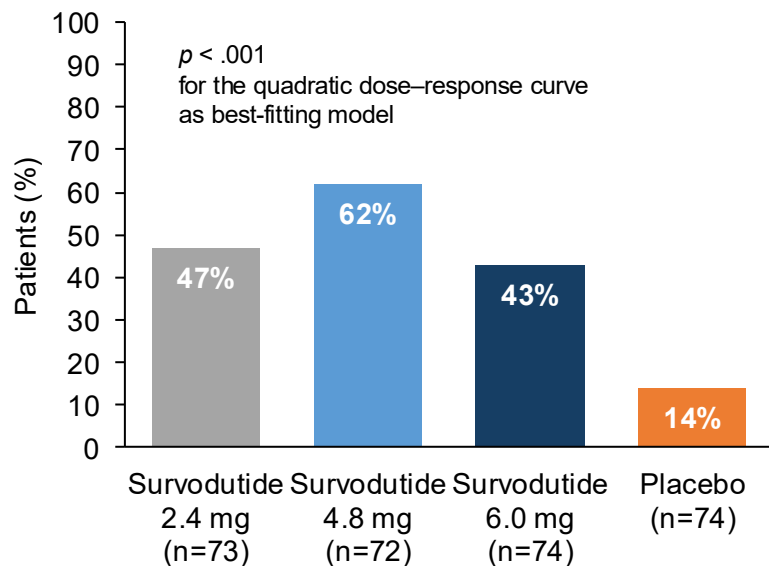 p < .001
for the quadratic dose–response curve
as best-fitting model
Patients (%)
100
90
80
70
60
50
40
30
20
10
0
47%
62%
43%
14%
Survodutide
2.4 mg
(n=73)
Survodutide
4.8 mg
(n=72)
Survodutide
6.0 mg
(n=74)
Placebo
(n=74)